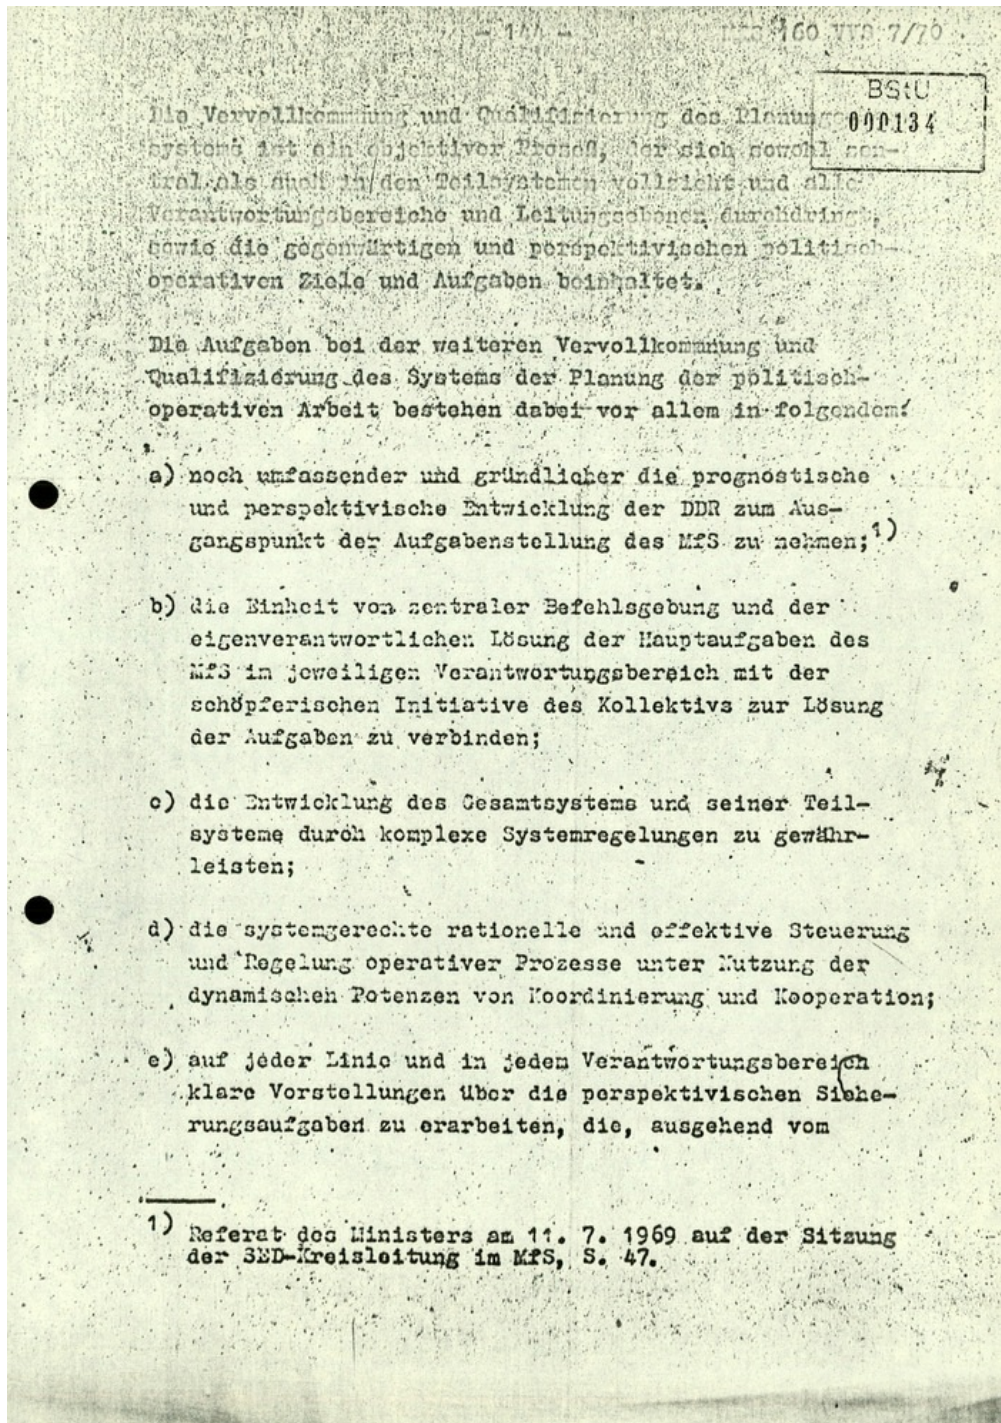 - 144 -
160 VVS 7/70
BStU
000134
Die Vervollkommnung und Qualifizierung des Planungs
systems ist ein objektiver Prozeß, der sich sowohl zen-
tral als auch in den Teilsystemen vollzieht und alle
Verantwortungsbereiche und Leitungsebenen durchdringt,
sowie die gegenwärtigen und perspektivischen politisch-
operativen Ziele und Aufgaben beinhaltet.
Die Aufgaben bei der weiteren Vervollkommnung und
Qualifizierung des Systems der Planung der politisch-
operativen Arbeit bestehen dabei vor allem in folgendem:
a) noch umfassender und gründlicher die prognostische
und perspektivische Entwicklung der DDR zum Aus-
gangspunkt der Aufgabenstellung des MfS zu nehmen;1)
b) die Einheit von zentraler Befehlsgebung und der
eigenverantwortlichen Lösung der Hauptaufgaben des
MfS im jeweiligen Verantwortungsbereich mit der
schöpferischen Initiative des Kollektivs zur Lösung
der Aufgaben zu verbinden;
c) die Entwicklung des Gesamtsystems und seiner Teil-
systeme durch komplexe Systemregelungen zu gewähr-
leisten;
d) die systemgerechte rationelle und effektive Steuerung
und Regelung operativer Prozesse unter Nutzung der
dynamischen Potenzen von Koordinierung und Kooperation;
e) auf jeder Linie und in jedem Verantwortungsbereich
klare Vorstellungen über die perspektivischen Siche-
rungsaufgaben zu erarbeiten, die, ausgehend vom
1) Referat des Ministers am 11. 7. 1969 auf der Sitzung
der SED-Kreisleitung im MfS, S. 47.